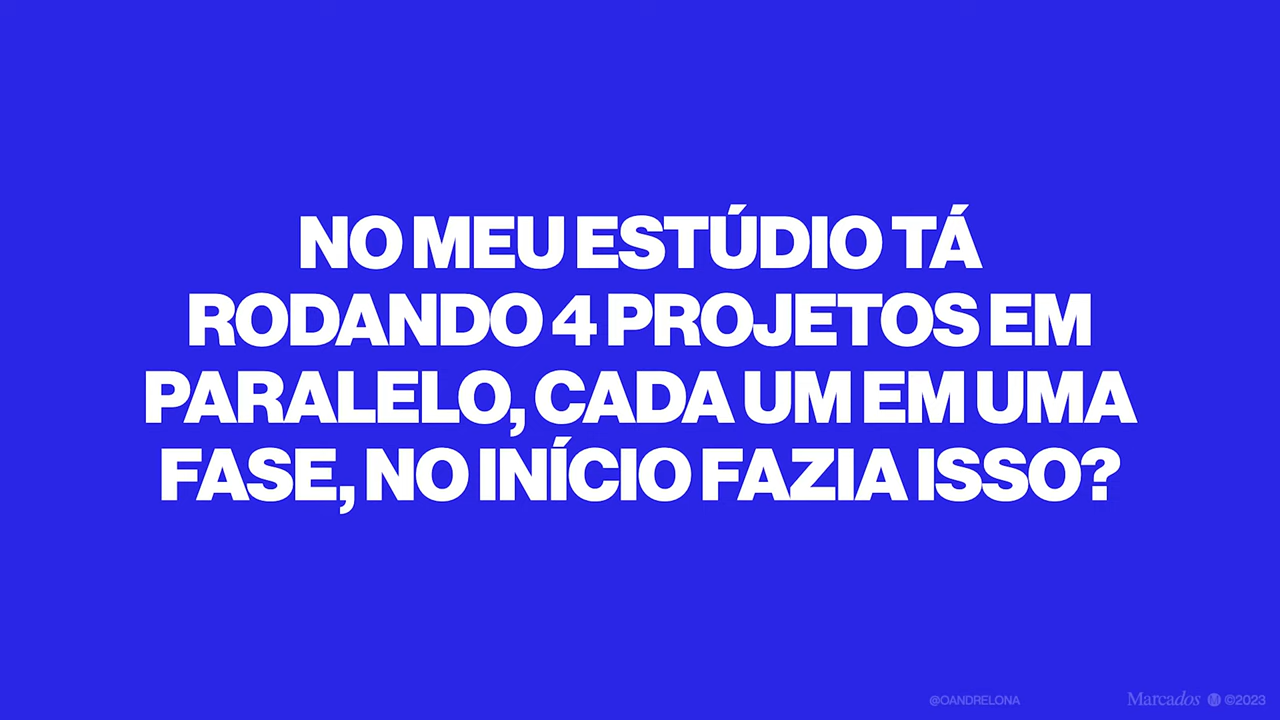 NO MEU ESTÚDIO TÁ
RODANDO 4 PROJETOS EM
PARALELO, CADA UM EM UMA
FASE, NO INÍCIO FAZIA ISSO?
@OANDRELONA
Marcados M ©2023